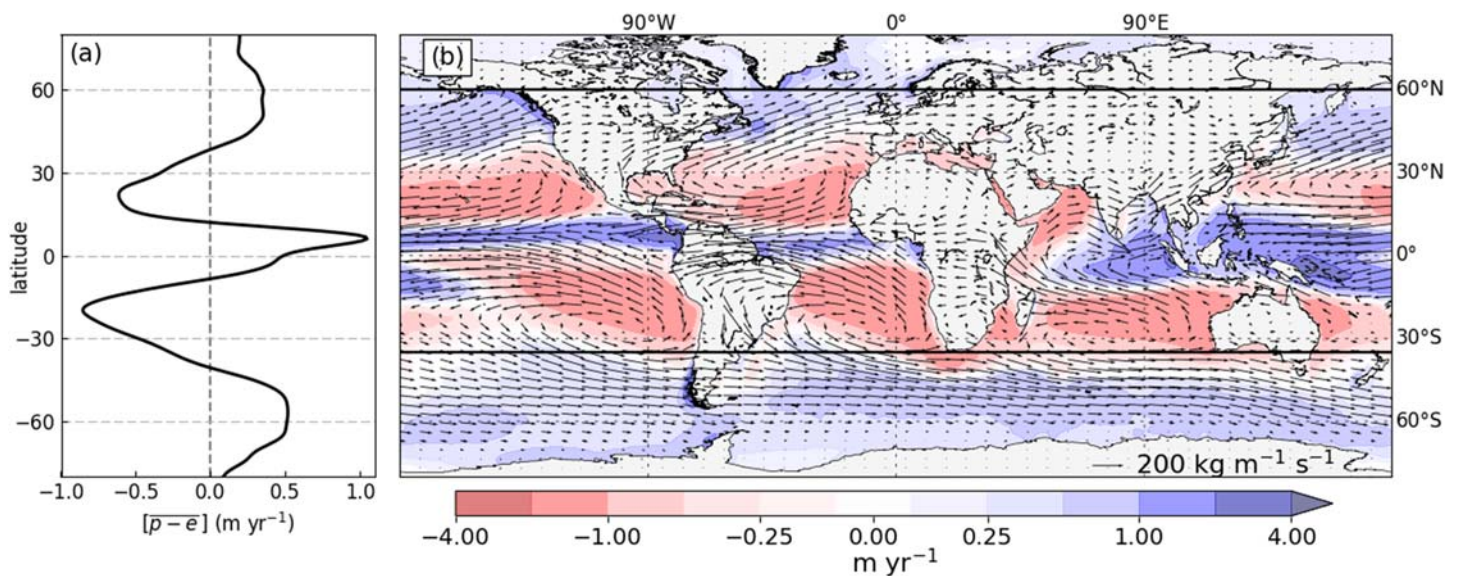 (a)
60
30
0
−30
−60
latitude
−1.0 −0.5 0.0 0.5 1.0
[p − e] (m yr⁻¹)
90°W 0° 90°E
(b)
60°N
30°N
0°
30°S
60°S
200 kg m⁻¹ s⁻¹
−4.00 −1.00 −0.25 0.00 0.25 1.00 4.00
m yr⁻¹